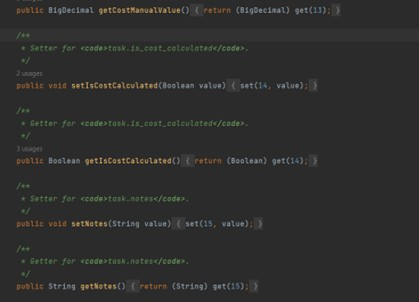 public BigDecimal getCostManualValue() { return (BigDecimal) get(13); }
/**
 * Setter for <code>task.is_cost_calculated</code>.
 */
2 usages
public void setIsCostCalculated(Boolean value) { set(14, value); }
/**
 * Getter for <code>task.is_cost_calculated</code>.
 */
3 usages
public Boolean getIsCostCalculated() { return (Boolean) get(14); }
/**
 * Setter for <code>task.notes</code>.
 */
public void setNotes(String value) { set(15, value); }
/**
 * Getter for <code>task.notes</code>.
 */
public String getNotes() { return (String) get(15); }